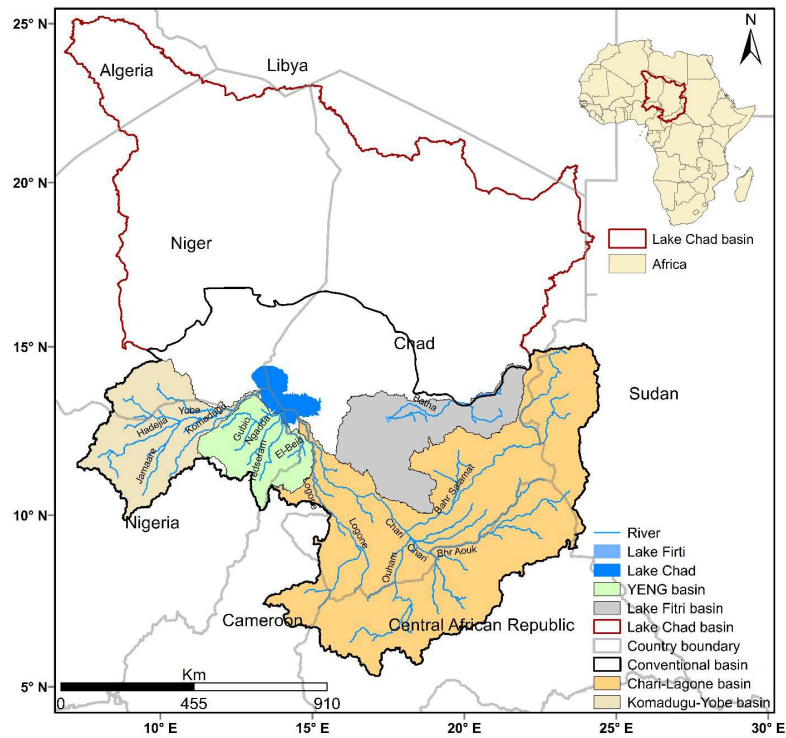 25° N
20° N
15° N
10° N
5° N
Algeria
Libya
N
Niger
Lake Chad basin
Africa
Chad
Sudan
Batha
Yobe
Komadugu
Hadejia
Jamaare
Gubio
Ngadda
Yedseram
El-Beid
Nigeria
Logone
Logone
Chari
Chari
Bahr Salamat
Bhr Aouk
Ouham
Cameroon
Central African Republic
River
Lake Firti
Lake Chad
YENG basin
Lake Fitri basin
Lake Chad basin
Country boundary
Conventional basin
Chari-Lagone basin
Komadugu-Yobe basin
Km
0 455 910
10° E 15° E 20° E 25° E 30° E